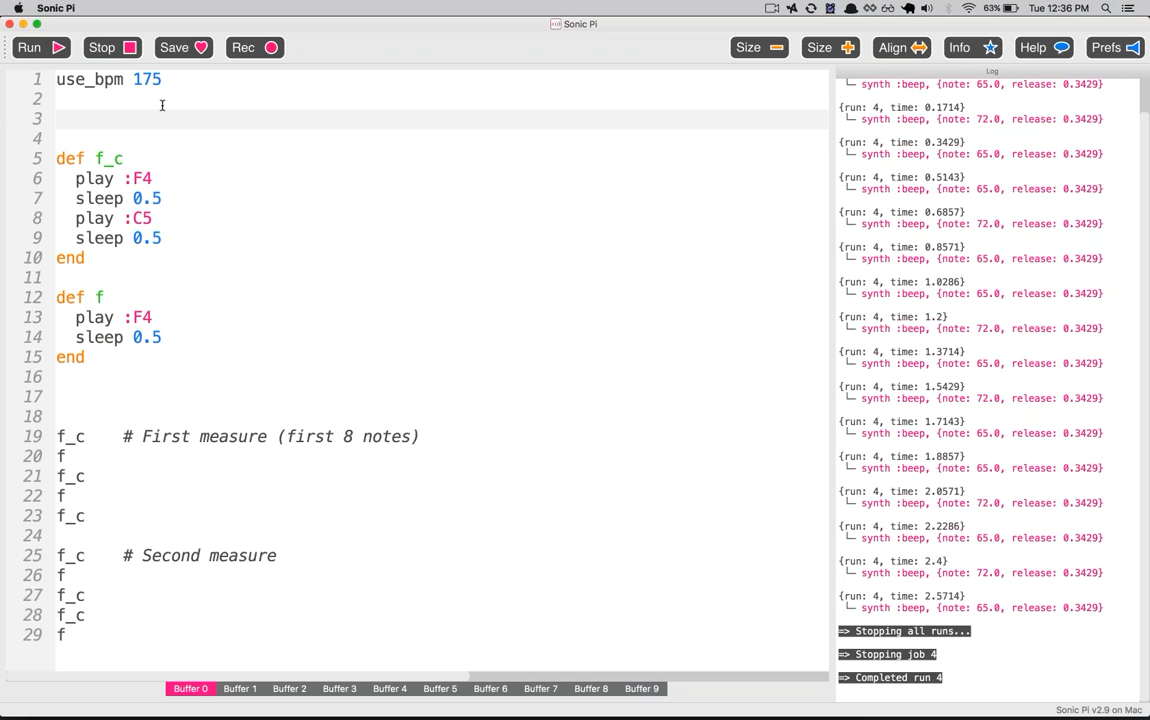 Sonic Pi
63%
Tue 12:36 PM
Sonic Pi
Run
Stop
Save
Rec
Size
Size
Align
Info
Help
Prefs
1 use_bpm 175
2
3
4
5 def f_c
6 play :F4
7 sleep 0.5
8 play :C5
9 sleep 0.5
10 end
11
12 def f
13 play :F4
14 sleep 0.5
15 end
16
17
18
19 f_c # First measure (first 8 notes)
20 f
21 f_c
22 f
23 f_c
24
25 f_c # Second measure
26 f
27 f_c
28 f_c
29 f
Log
└─ synth :beep, {note: 65.0, release: 0.3429}
{run: 4, time: 0.1714}
└─ synth :beep, {note: 72.0, release: 0.3429}
{run: 4, time: 0.3429}
└─ synth :beep, {note: 65.0, release: 0.3429}
{run: 4, time: 0.5143}
└─ synth :beep, {note: 65.0, release: 0.3429}
{run: 4, time: 0.6857}
└─ synth :beep, {note: 72.0, release: 0.3429}
{run: 4, time: 0.8571}
└─ synth :beep, {note: 65.0, release: 0.3429}
{run: 4, time: 1.0286}
└─ synth :beep, {note: 65.0, release: 0.3429}
{run: 4, time: 1.2}
└─ synth :beep, {note: 72.0, release: 0.3429}
{run: 4, time: 1.3714}
└─ synth :beep, {note: 65.0, release: 0.3429}
{run: 4, time: 1.5429}
└─ synth :beep, {note: 72.0, release: 0.3429}
{run: 4, time: 1.7143}
└─ synth :beep, {note: 65.0, release: 0.3429}
{run: 4, time: 1.8857}
└─ synth :beep, {note: 65.0, release: 0.3429}
{run: 4, time: 2.0571}
└─ synth :beep, {note: 72.0, release: 0.3429}
{run: 4, time: 2.2286}
└─ synth :beep, {note: 65.0, release: 0.3429}
{run: 4, time: 2.4}
└─ synth :beep, {note: 72.0, release: 0.3429}
{run: 4, time: 2.5714}
└─ synth :beep, {note: 65.0, release: 0.3429}
=> Stopping all runs...
=> Stopping job 4
=> Completed run 4
Buffer 0
Buffer 1
Buffer 2
Buffer 3
Buffer 4
Buffer 5
Buffer 6
Buffer 7
Buffer 8
Buffer 9
Sonic Pi v2.9 on Mac